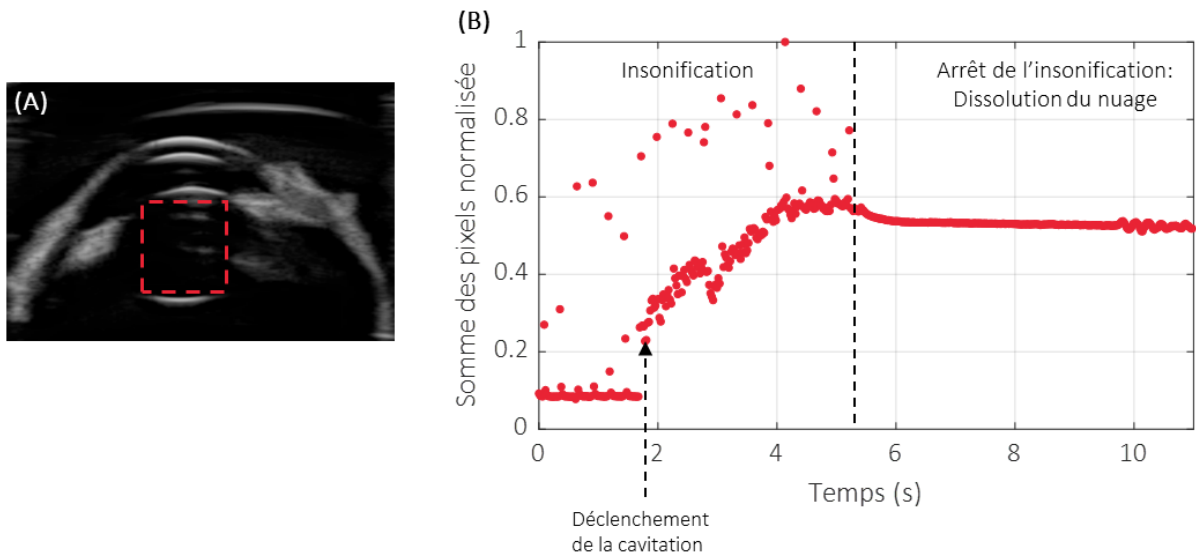 (A)
(B)
Somme des pixels normalisée
1
0.8
0.6
0.4
0.2
0
Insonification
Arrêt de l'insonification:
Dissolution du nuage
0 2 4 6 8 10
Temps (s)
Déclenchement
de la cavitation